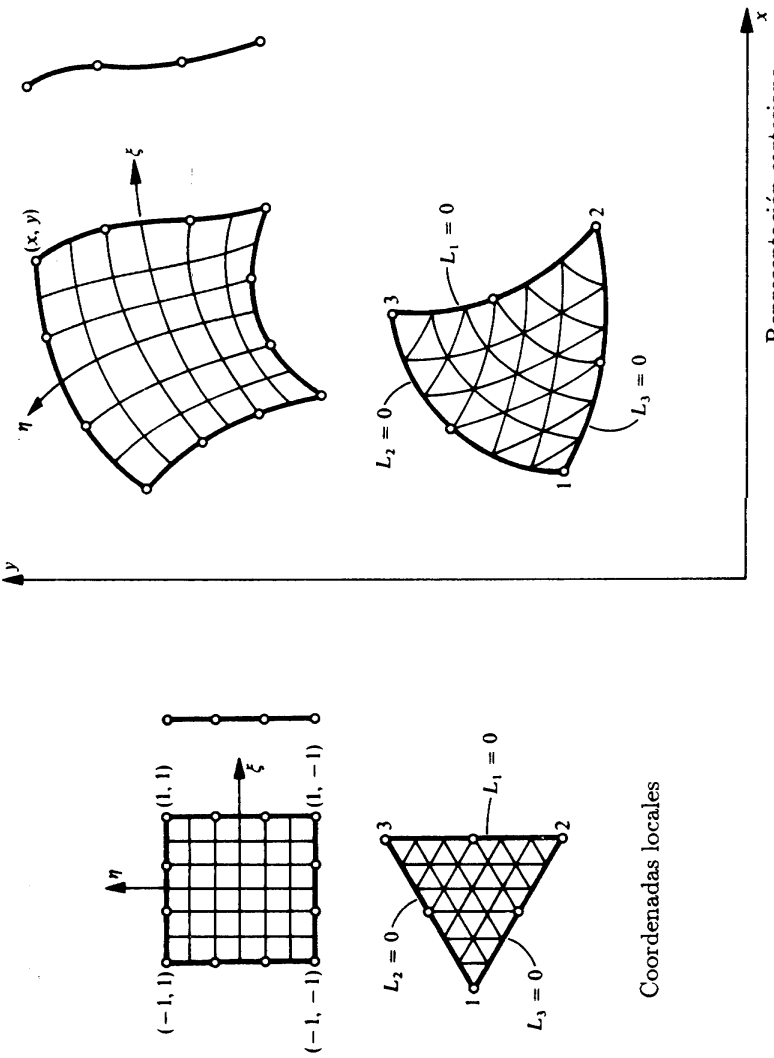 y
x
η
ξ
(x, y)
L₂ = 0
3
L₁ = 0
1
2
L₃ = 0
η
(−1, 1)
(1, 1)
ξ
(−1, −1)
(1, −1)
L₂ = 0
3
L₁ = 0
1
2
L₃ = 0
Coordenadas locales